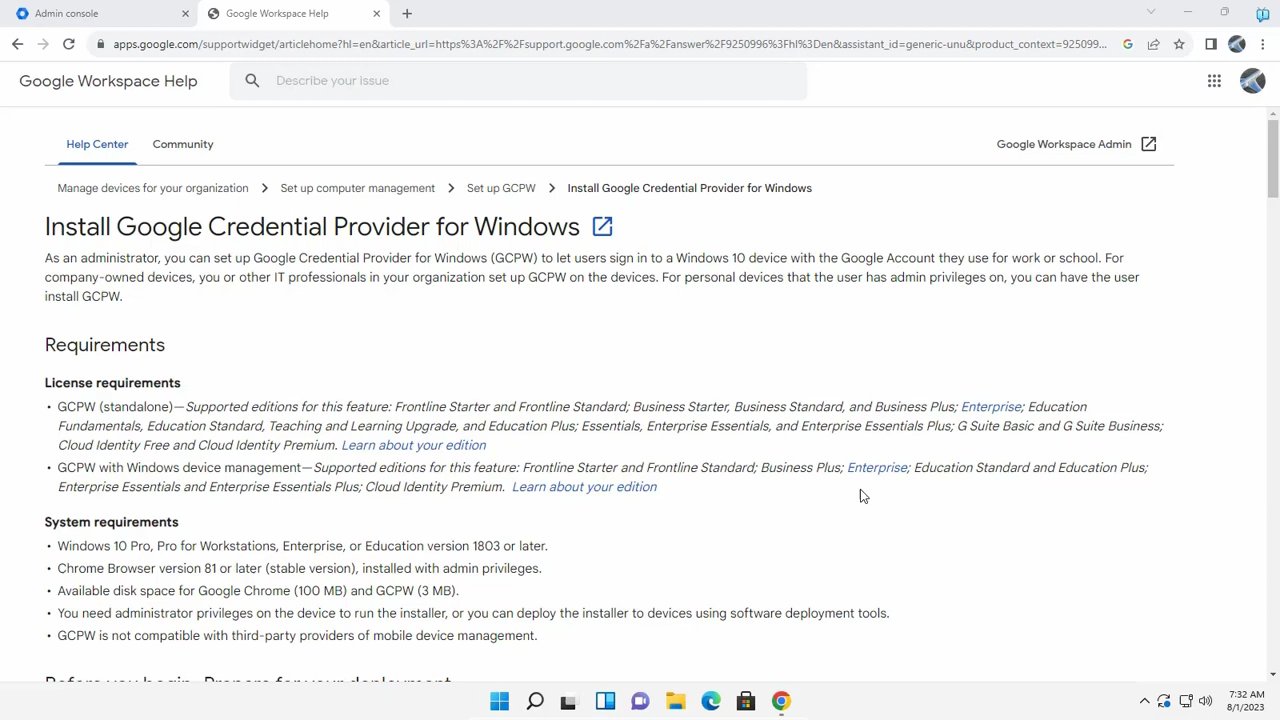 Admin console
Google Workspace Help
apps.google.com/supportwidget/articlehome?hl=en&article_url=https%3A%2F%2Fsupport.google.com%2Fa%2Fanswer%2F9250996%3Fhl%3Den&assistant_id=generic-unu&product_context=925099...
Google Workspace Help
Describe your issue
Help Center
Community
Google Workspace Admin
Manage devices for your organization > Set up computer management > Set up GCPW > Install Google Credential Provider for Windows
Install Google Credential Provider for Windows
As an administrator, you can set up Google Credential Provider for Windows (GCPW) to let users sign in to a Windows 10 device with the Google Account they use for work or school. For
company-owned devices, you or other IT professionals in your organization set up GCPW on the devices. For personal devices that the user has admin privileges on, you can have the user
install GCPW.
Requirements
License requirements
• GCPW (standalone)—Supported editions for this feature: Frontline Starter and Frontline Standard; Business Starter, Business Standard, and Business Plus; Enterprise; Education
Fundamentals, Education Standard, Teaching and Learning Upgrade, and Education Plus; Essentials, Enterprise Essentials, and Enterprise Essentials Plus; G Suite Basic and G Suite Business;
Cloud Identity Free and Cloud Identity Premium. Learn about your edition
• GCPW with Windows device management—Supported editions for this feature: Frontline Starter and Frontline Standard; Business Plus; Enterprise; Education Standard and Education Plus;
Enterprise Essentials and Enterprise Essentials Plus; Cloud Identity Premium. Learn about your edition
System requirements
• Windows 10 Pro, Pro for Workstations, Enterprise, or Education version 1803 or later.
• Chrome Browser version 81 or later (stable version), installed with admin privileges.
• Available disk space for Google Chrome (100 MB) and GCPW (3 MB).
• You need administrator privileges on the device to run the installer, or you can deploy the installer to devices using software deployment tools.
• GCPW is not compatible with third-party providers of mobile device management.
7:32 AM
8/1/2023